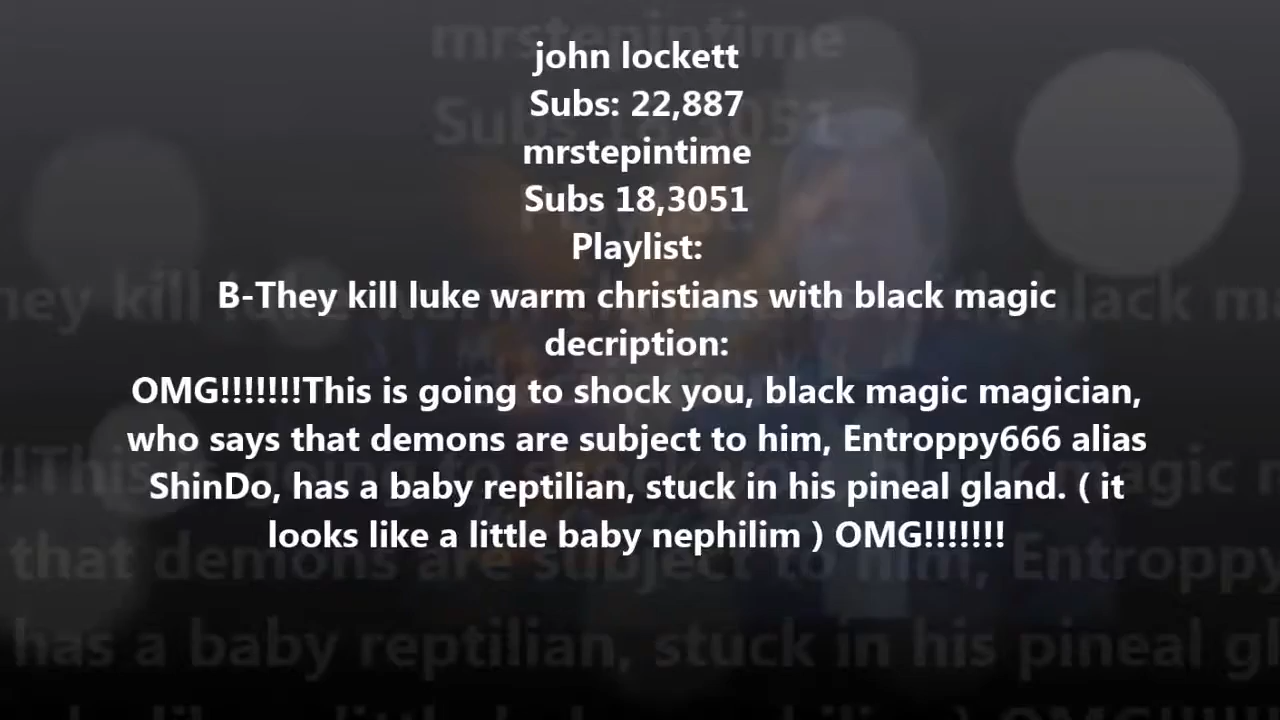 john lockett
Subs: 22,887
mrstepintime
Subs 18,3051
Playlist:
B-They kill luke warm christians with black magic
decription:
OMG!!!!!!!This is going to shock you, black magic magician,
who says that demons are subject to him, Entroppy666 alias
ShinDo, has a baby reptilian, stuck in his pineal gland. ( it
looks like a little baby nephilim ) OMG!!!!!!!